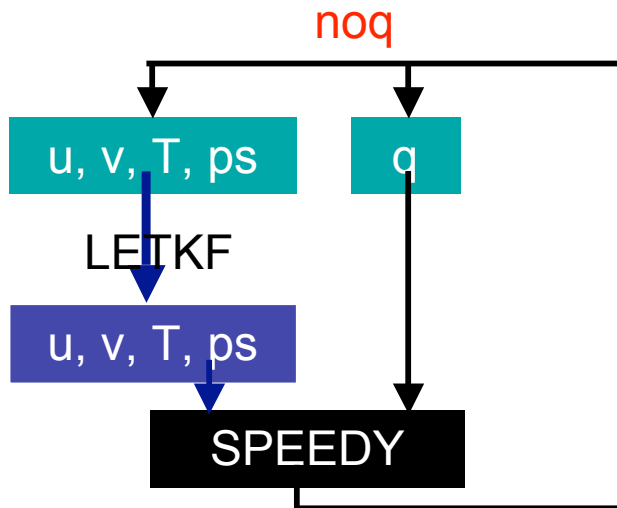 noq
u, v, T, ps
q
LETKF
u, v, T, ps
SPEEDY